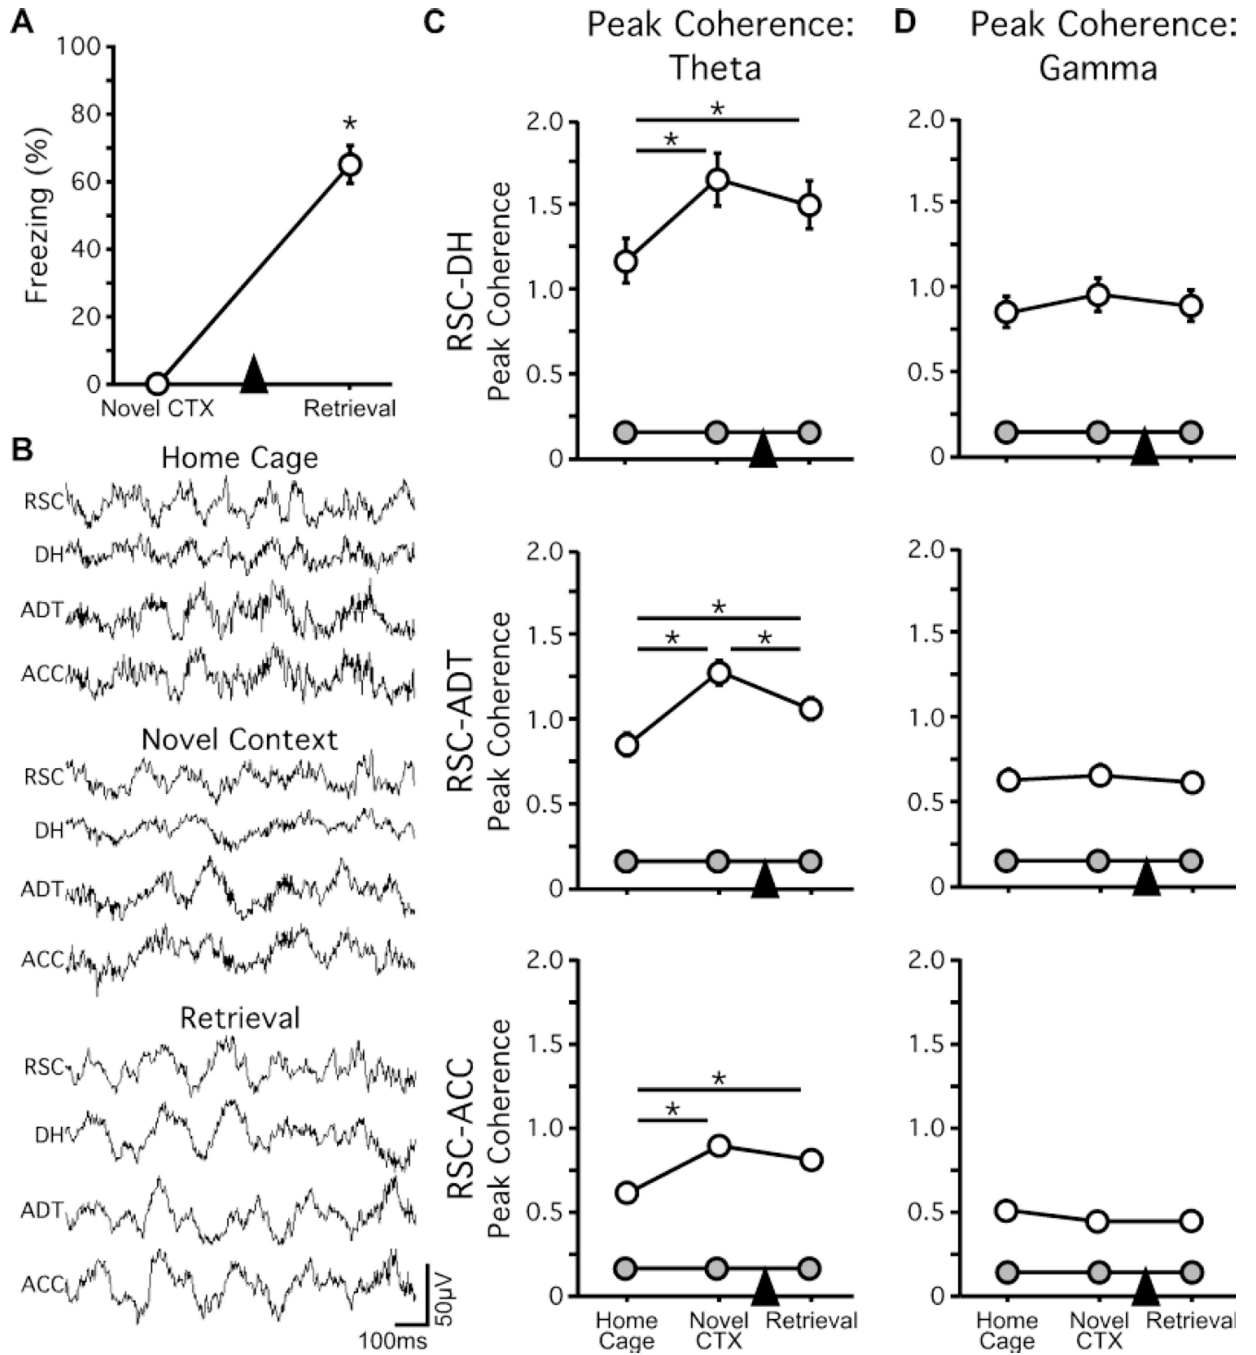 A
100
80
60
40
20
0
Freezing (%)
*
Novel CTX
Retrieval
B
Home Cage
RSC
DH
ADT
ACC
Novel Context
RSC
DH
ADT
ACC
Retrieval
RSC
DH
ADT
ACC
50µV
100ms
C
Peak Coherence:
Theta
RSC-DH
Peak Coherence
2.0
1.5
1.0
0.5
0
*
*
RSC-ADT
Peak Coherence
2.0
1.5
1.0
0.5
0
*
*
*
RSC-ACC
Peak Coherence
2.0
1.5
1.0
0.5
0
*
*
Home
Cage
Novel
CTX
Retrieval
D
Peak Coherence:
Gamma
2.0
1.5
1.0
0.5
0
2.0
1.5
1.0
0.5
0
2.0
1.5
1.0
0.5
0
Home
Cage
Novel
CTX
Retrieval